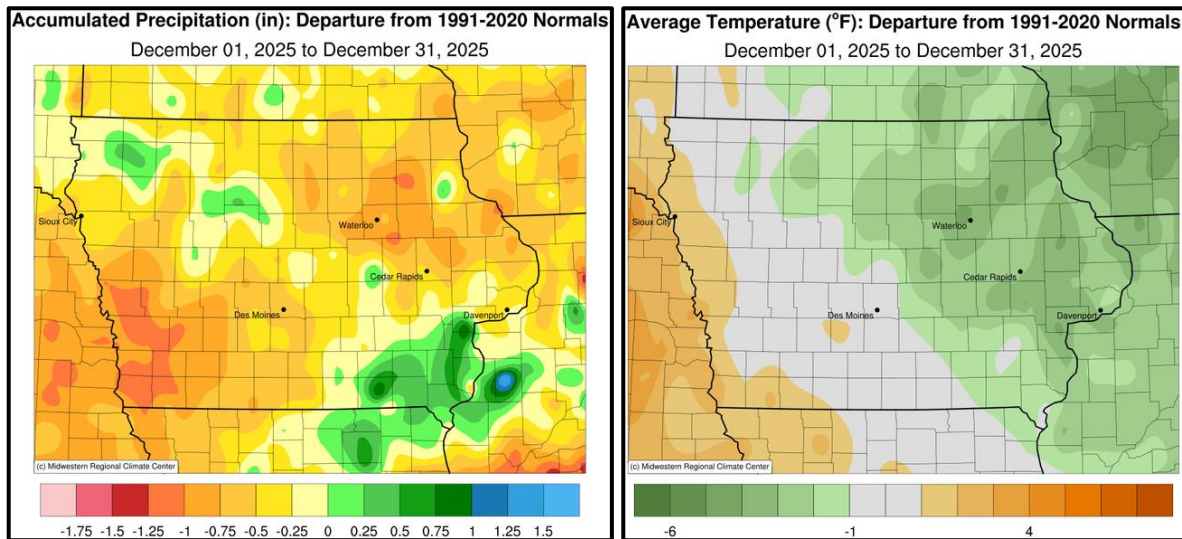 Accumulated Precipitation (in): Departure from 1991-2020 Normals
December 01, 2025 to December 31, 2025
Sioux City
Waterloo
Cedar Rapids
Des Moines
Davenport
(c) Midwestern Regional Climate Center
-1.75 -1.5 -1.25 -1 -0.75 -0.5 -0.25 0 0.25 0.5 0.75 1 1.25 1.5
Average Temperature (°F): Departure from 1991-2020 Normals
December 01, 2025 to December 31, 2025
Sioux City
Waterloo
Cedar Rapids
Des Moines
Davenport
(c) Midwestern Regional Climate Center
-6 -1 4